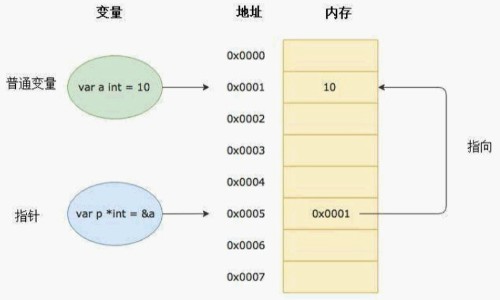 变量 地址 内存
0x0000
普通变量 var a int = 10 0x0001 10
0x0002
0x0003 指向
0x0004
指针 var p *int = &a 0x0005 0x0001
0x0006
0x0007